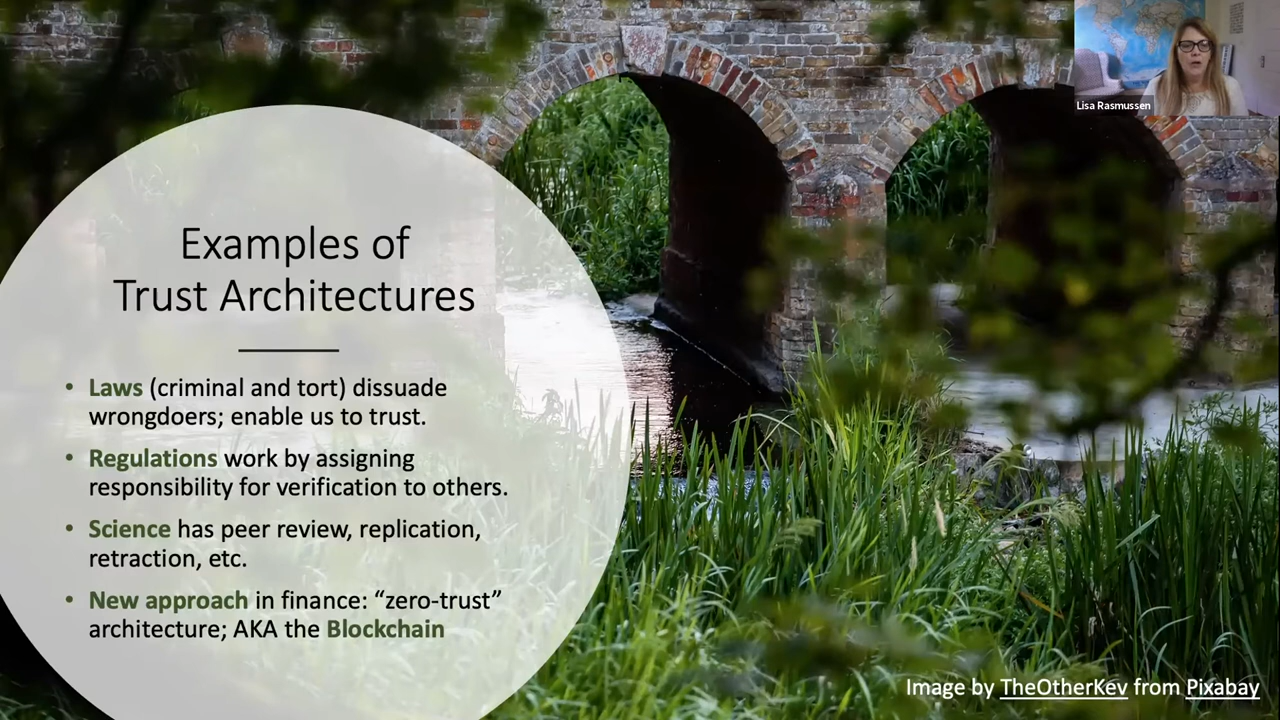 Lisa Rasmussen
Examples of
Trust Architectures
• Laws (criminal and tort) dissuade
wrongdoers; enable us to trust.
• Regulations work by assigning
responsibility for verification to others.
• Science has peer review, replication,
retraction, etc.
• New approach in finance: “zero-trust”
architecture; AKA the Blockchain
Image by TheOtherKev from Pixabay